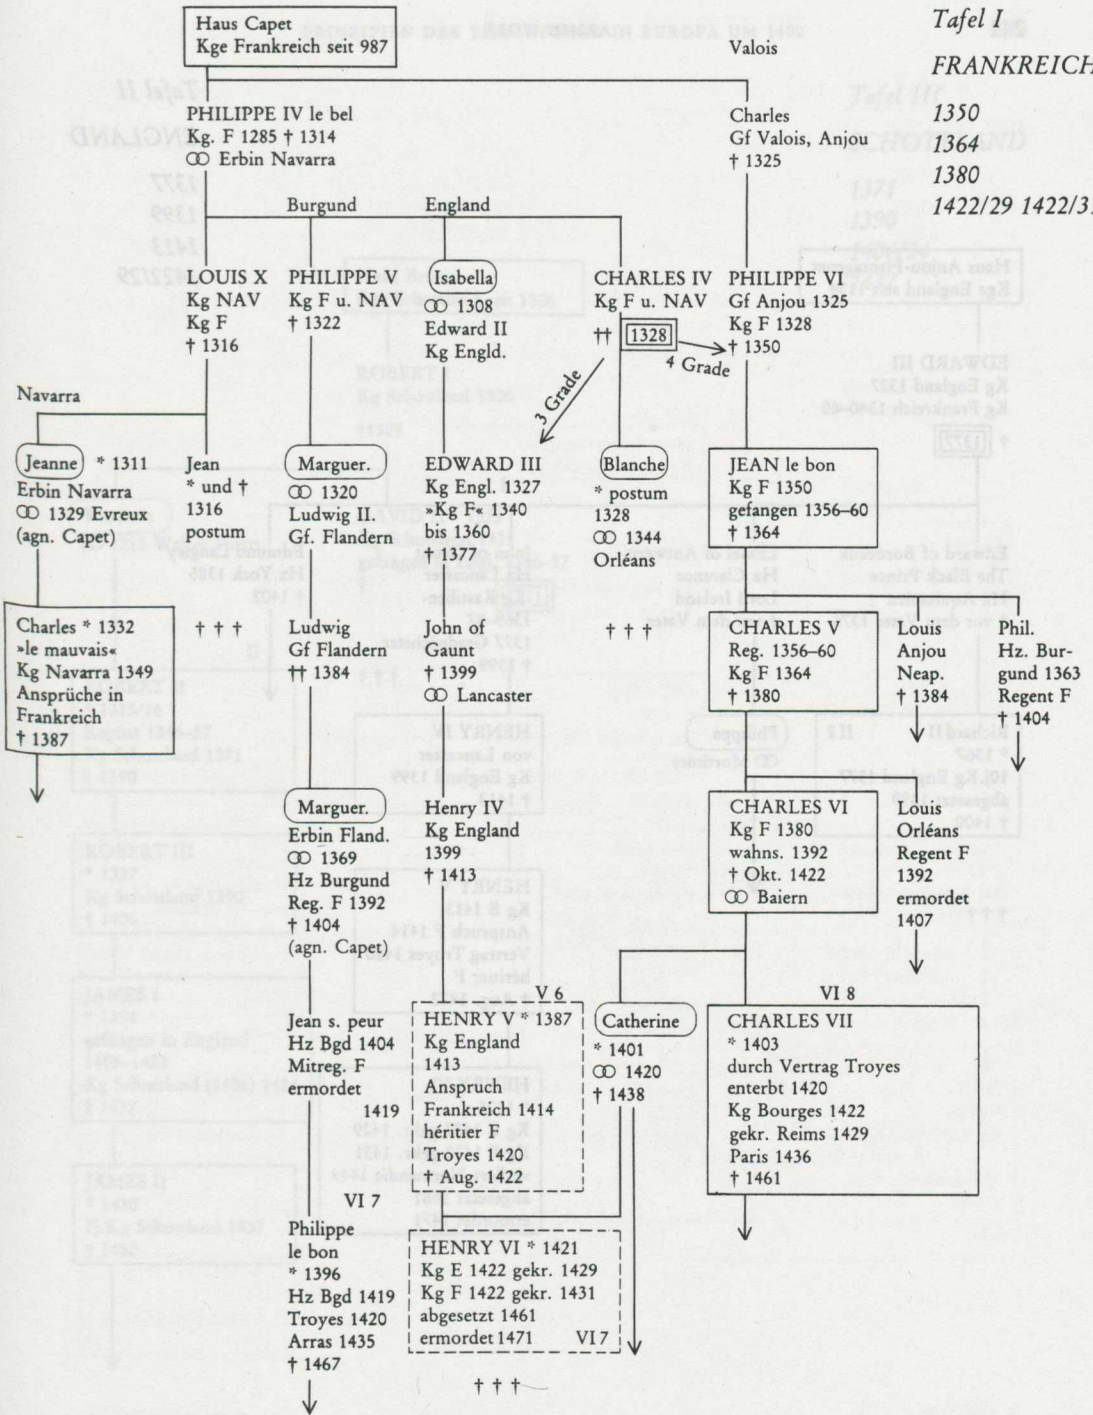 Tafel I
FRANKREICH
1350
1364
1380
1422/29 1422/3
Haus Capet
Kge Frankreich seit 987
Valois
PHILIPPE IV le bel
Kg. F 1285 † 1314
⚭ Erbin Navarra
Charles
Gf Valois, Anjou
† 1325
Burgund
England
LOUIS X
Kg NAV
Kg F
† 1316
PHILIPPE V
Kg F u. NAV
† 1322
Isabella
⚭ 1308
Edward II
Kg Engld.
CHARLES IV
Kg F u. NAV
†† 1328
PHILIPPE VI
Gf Anjou 1325
Kg F 1328
† 1350
3 Grade
4 Grade
Navarra
Jeanne * 1311
Erbin Navarra
⚭ 1329 Evreux
(agn. Capet)
Jean
* und †
1316
postum
Marguer.
⚭ 1320
Ludwig II.
Gf. Flandern
EDWARD III
Kg Engl. 1327
»Kg F« 1340
bis 1360
† 1377
Blanche
* postum
1328
⚭ 1344
Orléans
JEAN le bon
Kg F 1350
gefangen 1356–60
† 1364
Charles * 1332
»le mauvais«
Kg Navarra 1349
Ansprüche in
Frankreich
† 1387
† † †
Ludwig
Gf Flandern
†† 1384
John of
Gaunt
† 1399
⚭ Lancaster
† † †
CHARLES V
Reg. 1356–60
Kg F 1364
† 1380
Louis
Anjou
Neap.
† 1384
Phil.
Hz. Bur-
gund 1363
Regent F
† 1404
Marguer.
Erbin Fland.
⚭ 1369
Hz Burgund
Reg. F 1392
† 1404
(agn. Capet)
Henry IV
Kg England
1399
† 1413
CHARLES VI
Kg F 1380
wahns. 1392
† Okt. 1422
⚭ Baiern
Louis
Orléans
Regent F
1392
ermordet
1407
Jean s. peur
Hz Bgd 1404
Mitreg. F
ermordet
1419
V 6
HENRY V * 1387
Kg England
1413
Anspruch
Frankreich 1414
héritier F
Troyes 1420
† Aug. 1422
Catherine
* 1401
⚭ 1420
† 1438
VI 8
CHARLES VII
* 1403
durch Vertrag Troyes
enterbt 1420
Kg Bourges 1422
gekr. Reims 1429
Paris 1436
† 1461
VI 7
Philippe
le bon
* 1396
Hz Bgd 1419
Troyes 1420
Arras 1435
† 1467
HENRY VI * 1421
Kg E 1422 gekr. 1429
Kg F 1422 gekr. 1431
abgesetzt 1461
ermordet 1471 VI 7
† † †